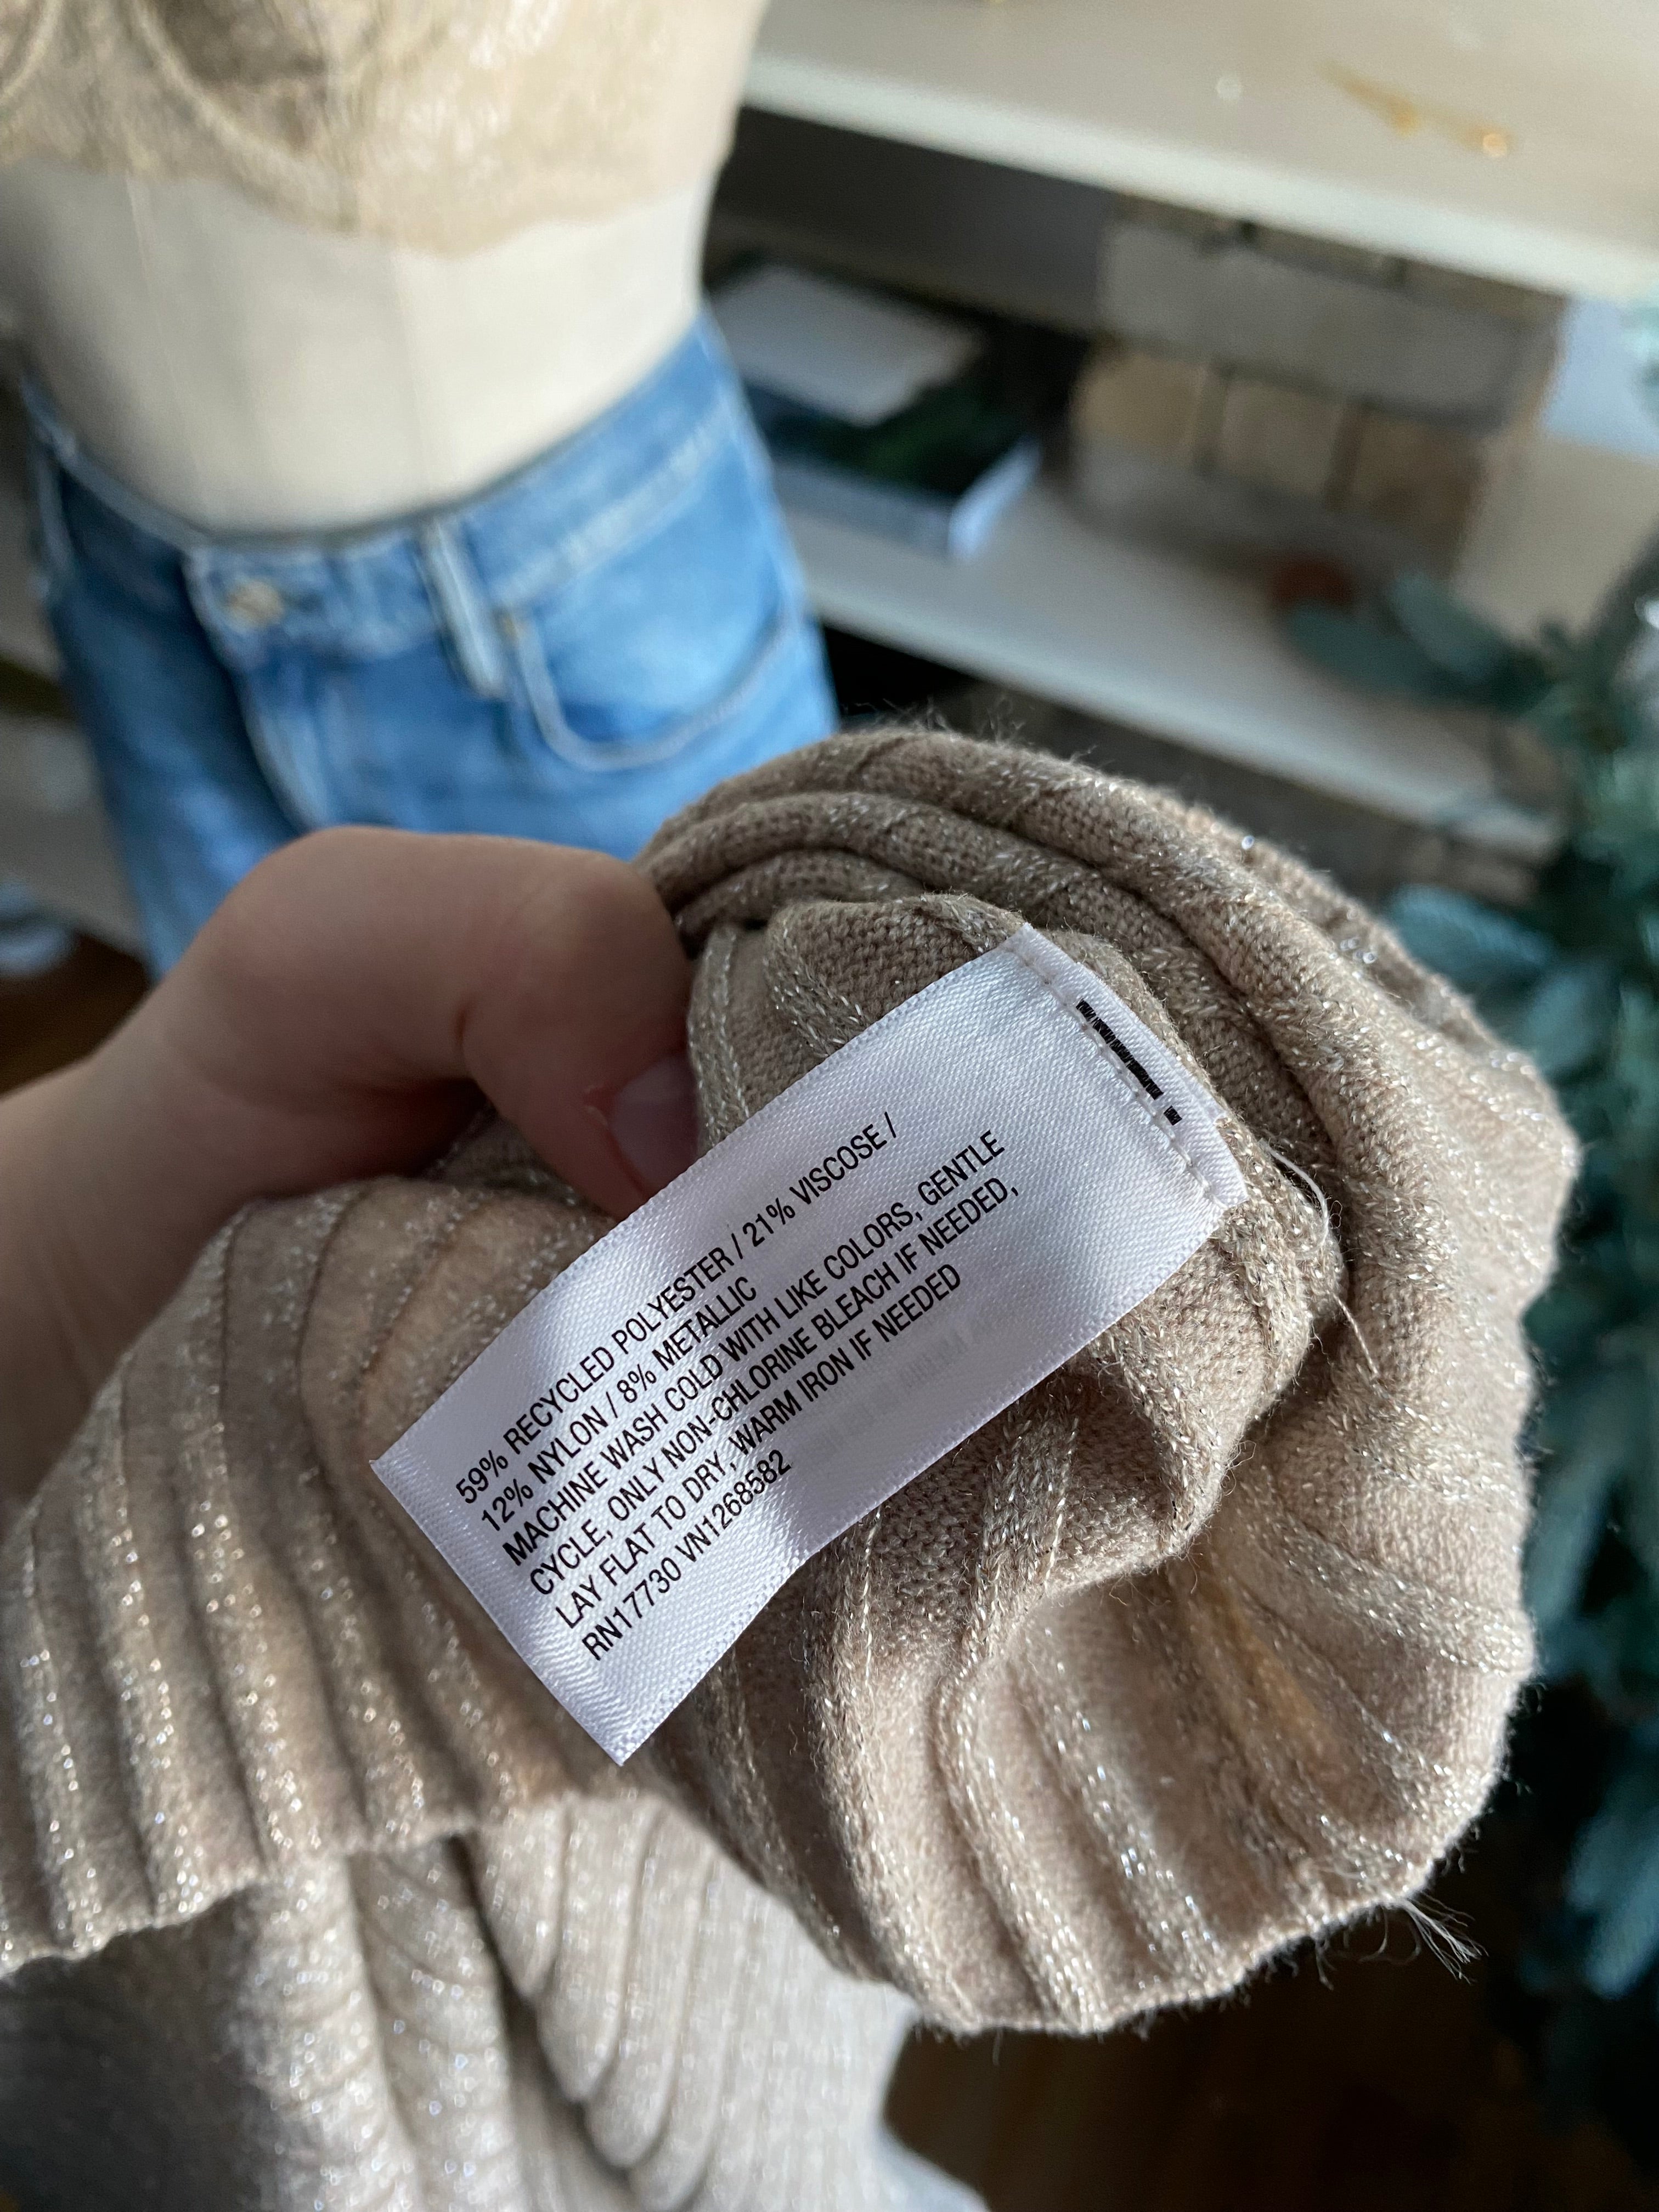 59% RECYCLED POLYESTER / 21% VISCOSE /
12% NYLON / 8% METALLIC
MACHINE WASH COLD WITH LIKE COLORS, GENTLE
CYCLE, ONLY NON-CHLORINE BLEACH IF NEEDED,
LAY FLAT TO DRY, WARM IRON IF NEEDED
RN17730 VN1268582